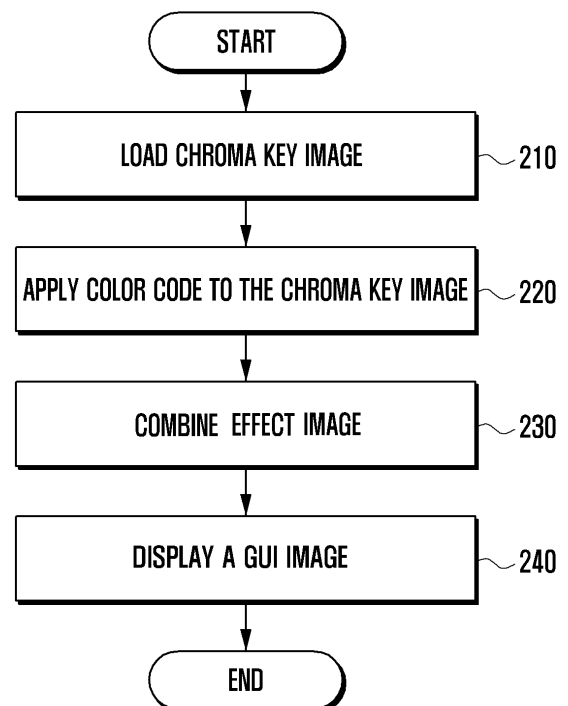 START
LOAD CHROMA KEY IMAGE
210
APPLY COLOR CODE TO THE CHROMA KEY IMAGE
220
COMBINE EFFECT IMAGE
230
DISPLAY A GUI IMAGE
240
END